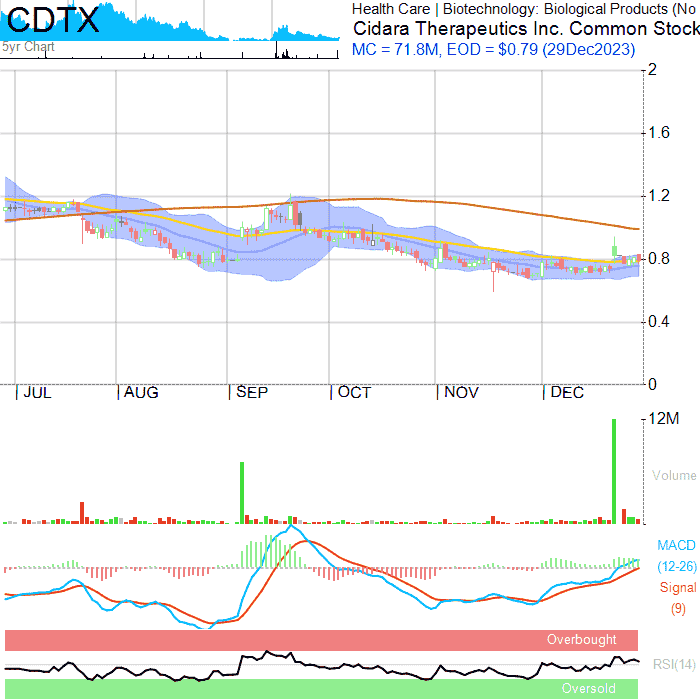 CDTX
5yr Chart
Health Care | Biotechnology: Biological Products (No
Cidara Therapeutics Inc. Common Stock
MC = 71.8M, EOD = $0.79 (29Dec2023)
2
1.6
1.2
0.8
0.4
0
JUL AUG SEP OCT NOV DEC
12M
Volume
MACD
(12-26)
Signal
(9)
Overbought
RSI(14)
Oversold